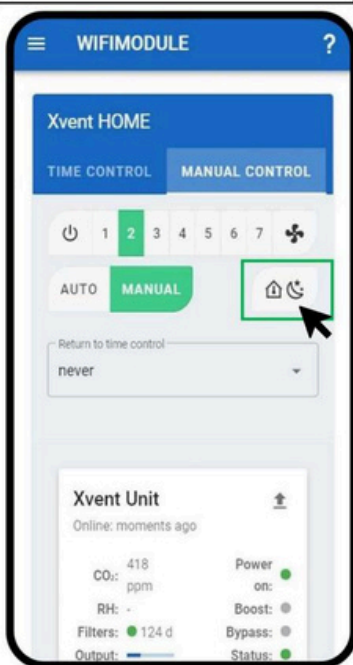 WIFIMODULE ?
Xvent HOME
TIME CONTROL MANUAL CONTROL
1 2 3 4 5 6 7
AUTO MANUAL
Return to time control
never
Xvent Unit
Online: moments ago
CO₂: 418 ppm
Power on:
RH: -
Boost:
Filters: 124 d
Bypass:
Output:
Status: